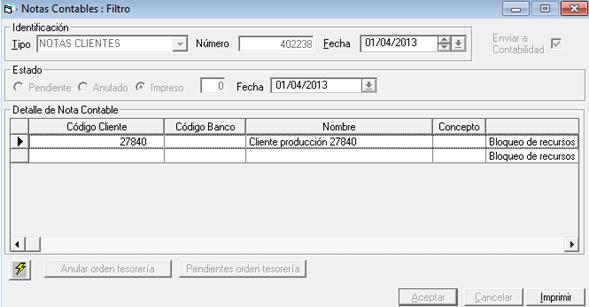 Notas Contables : Filtro
Identificación
Tipo NOTAS CLIENTES Número 402238 Fecha 01/04/2013 Enviar a Contabilidad
Estado
Pendiente Anulado Impreso 0 Fecha 01/04/2013
Detalle de Nota Contable
Código Cliente Código Banco Nombre Concepto
27840 Cliente producción 27840 Bloqueo de recursos
Bloqueo de recursos
Anular orden tesorería Pendientes orden tesorería
Aceptar Cancelar Imprimir